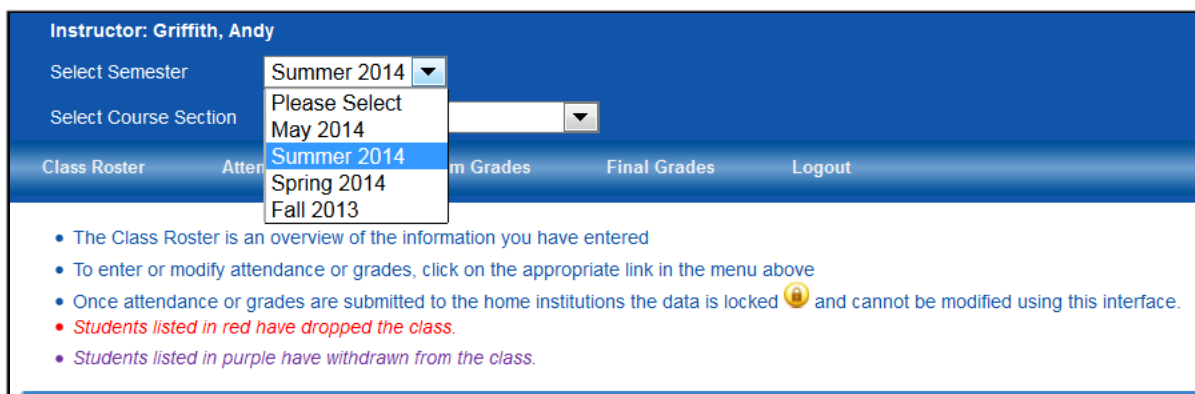 Instructor: Griffith, Andy
Select Semester Summer 2014
Please Select
Select Course Section
May 2014
Summer 2014
Class Roster Atten m Grades Final Grades Logout
Spring 2014
Fall 2013
• The Class Roster is an overview of the information you have entered
• To enter or modify attendance or grades, click on the appropriate link in the menu above
• Once attendance or grades are submitted to the home institutions the data is locked and cannot be modified using this interface.
• Students listed in red have dropped the class.
• Students listed in purple have withdrawn from the class.